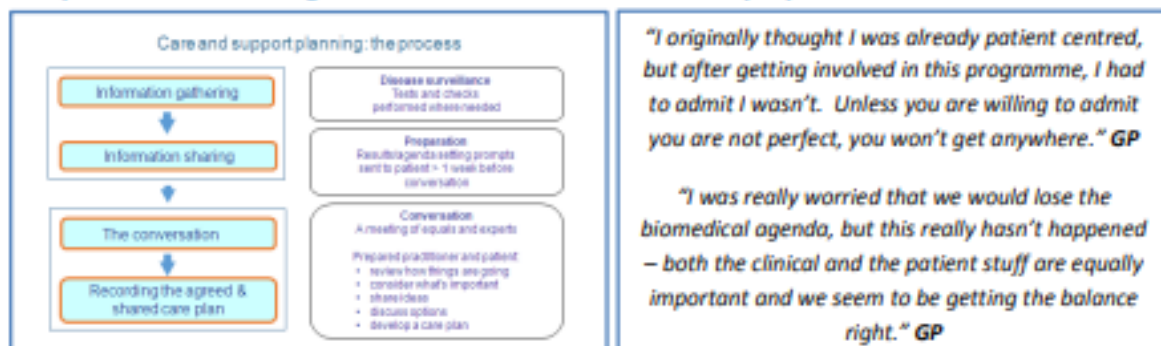 Care and support planning: the process
Information gathering
Information sharing
The conversation
Recording the agreed &
shared care plan
Disease surveillance
Tests and checks
performed where needed
Preparation
Results/agenda setting prompts
sent to patient > 1 week before
conversation
Conversation
A meeting of equals and experts
Prepared practitioner and patient:
• review how things are going
• consider what's important
• share ideas
• discuss options
• develop a care plan
“I originally thought I was already patient centred,
but after getting involved in this programme, I had
to admit I wasn’t. Unless you are willing to admit
you are not perfect, you won’t get anywhere.” GP
“I was really worried that we would lose the
biomedical agenda, but this really hasn’t happened
– both the clinical and the patient stuff are equally
important and we seem to be getting the balance
right.” GP